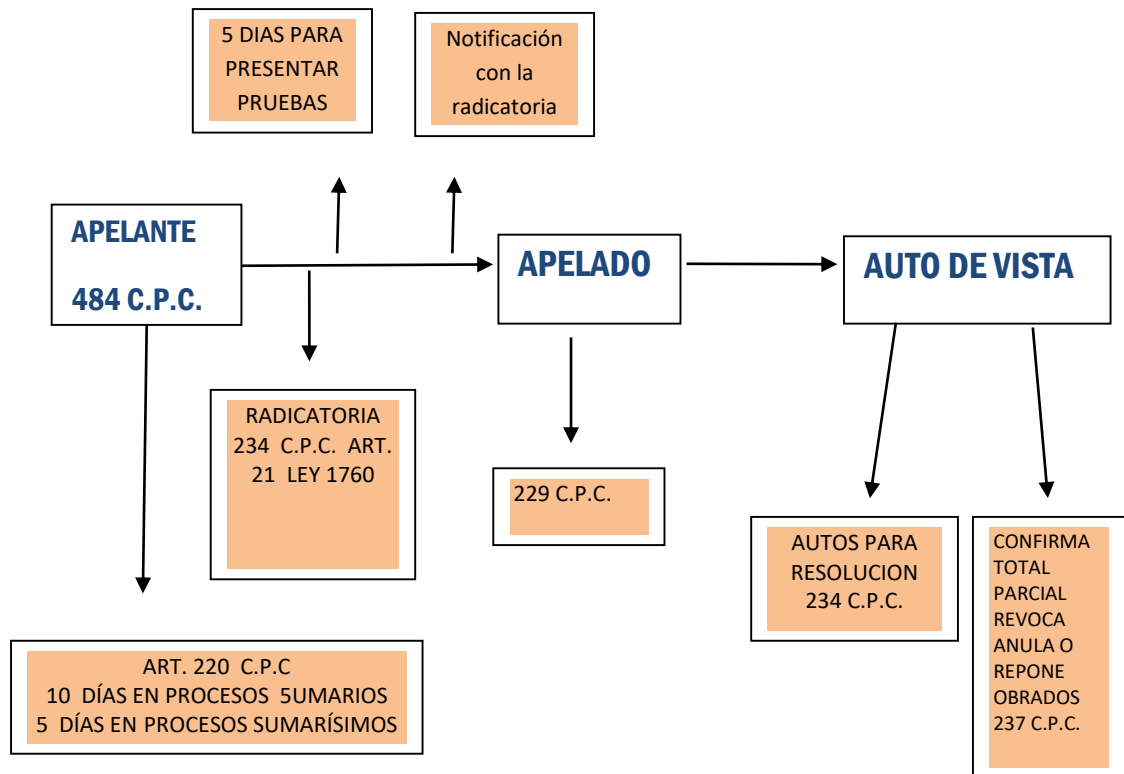 5 DIAS PARA
PRESENTAR
PRUEBAS
Notificación
con la
radicatoria
APELANTE
484 C.P.C.
APELADO
AUTO DE VISTA
RADICATORIA
234 C.P.C. ART.
21 LEY 1760
229 C.P.C.
AUTOS PARA
RESOLUCION
234 C.P.C.
CONFIRMA
TOTAL
PARCIAL
REVOCA
ANULA O
REPONE
OBRADOS
237 C.P.C.
ART. 220 C.P.C
10 DÍAS EN PROCESOS 5UMARIOS
5 DÍAS EN PROCESOS SUMARÍSIMOS